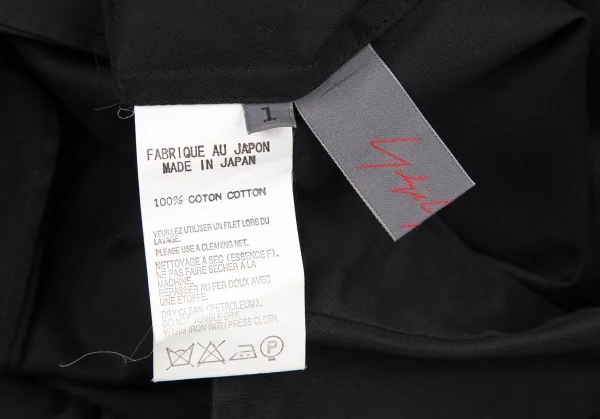 1
FABRIQUE AU JAPON
MADE IN JAPAN
100% COTON COTTON
VEUILLEZ UTILISER UN FILET LORS DU
LAVAGE.
PLEASE USE A CLEANING NET.
NETTOYAGE A SEC (ESSENCE F).
NE PAS FAIRE SECHER A LA
MACHINE.
REPASSER AU FER DOUX AVEC
UNE ETOFFE.
DRY CLEAN (PETROLEUM).
DO NOT TUMBLE DRY.
WARM IRON WITH PRESS CLOTH.
P